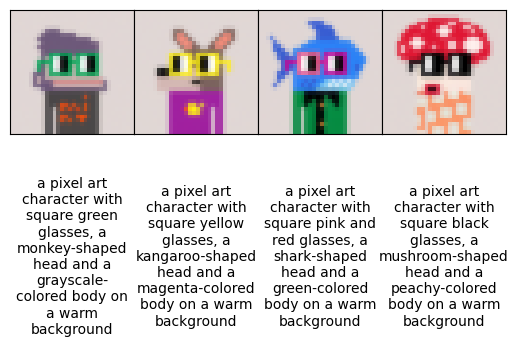 a pixel art
character with
square green
glasses, a
monkey-shaped
head and a
grayscale-
colored body on
a warm
background
a pixel art
character with
square yellow
glasses, a
kangaroo-shaped
head and a
magenta-colored
body on a warm
background
a pixel art
character with
square pink and
red glasses, a
shark-shaped
head and a
green-colored
body on a warm
background
a pixel art
character with
square black
glasses, a
mushroom-shaped
head and a
peachy-colored
body on a warm
background